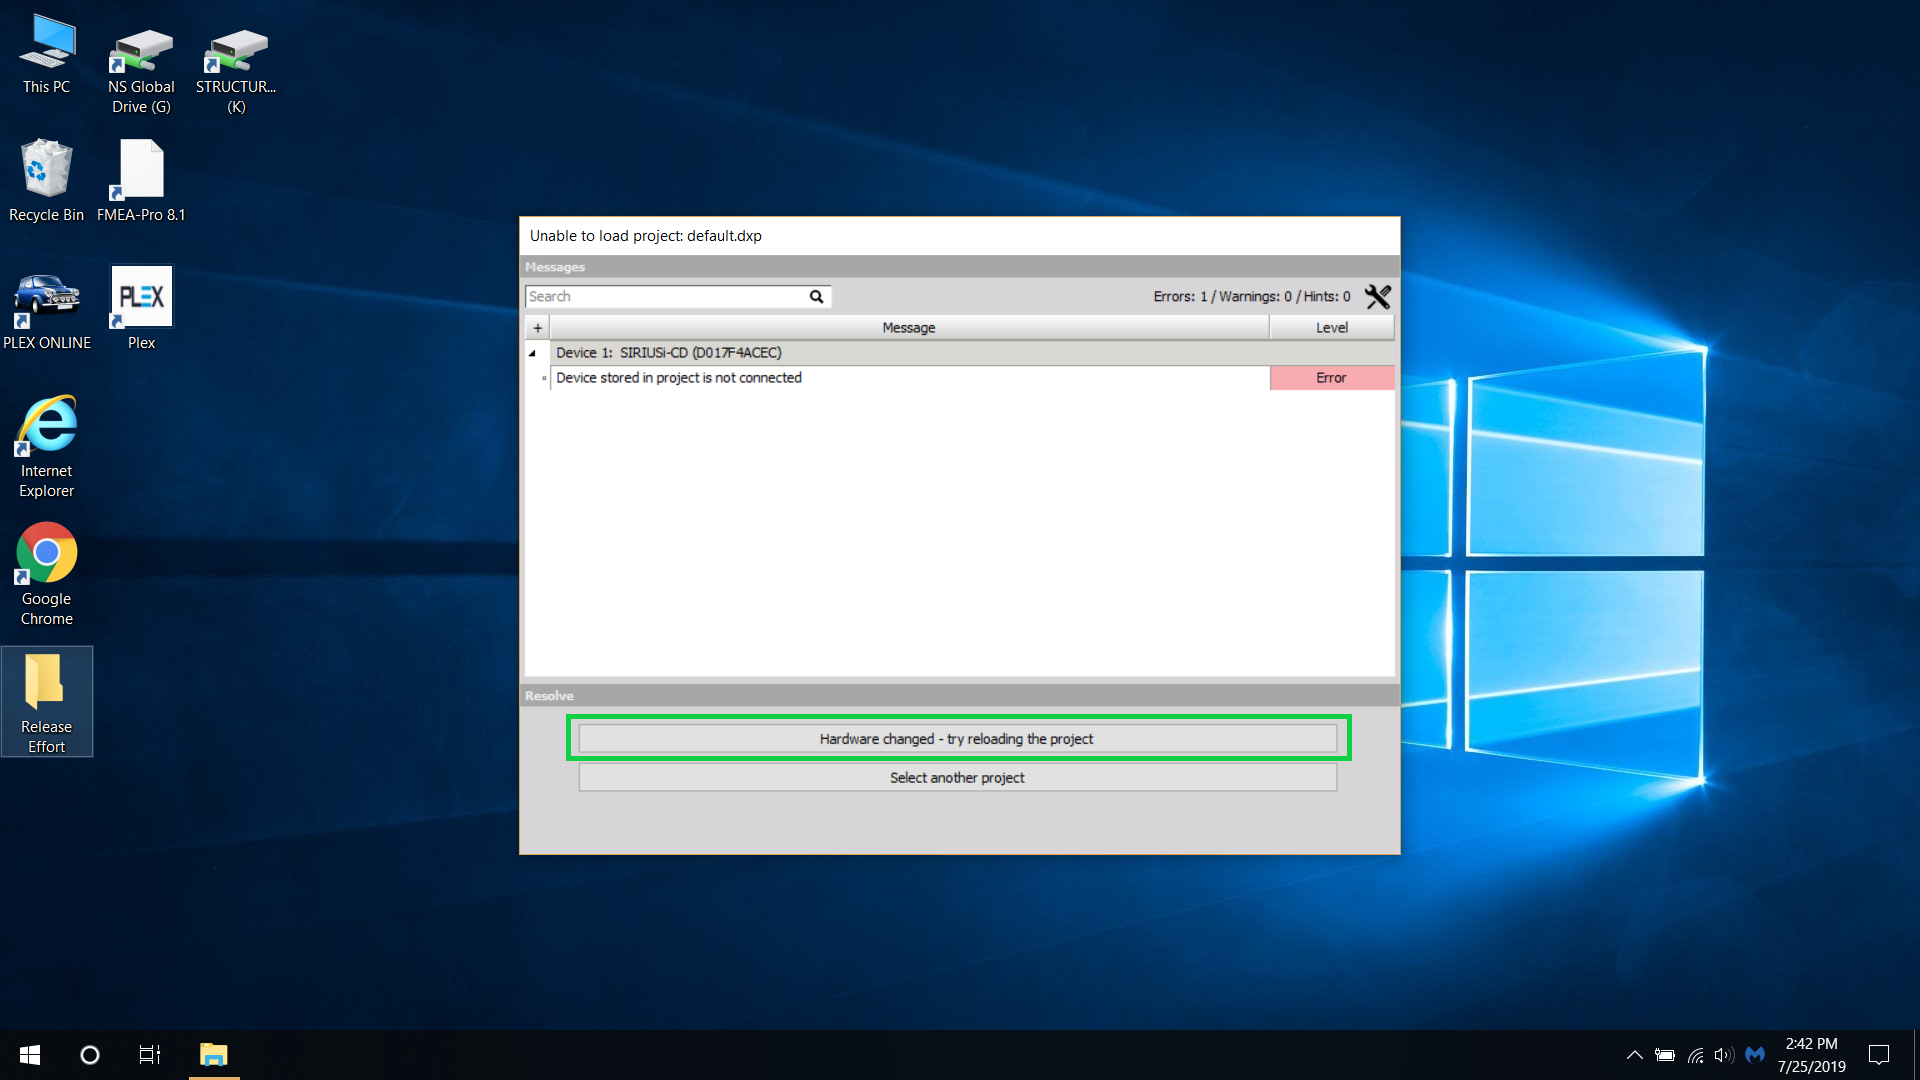 This PC
NS Global
Drive (G)
STRUCTUR...
(K)
Recycle Bin
FMEA-Pro 8.1
PLEX ONLINE
PLEX
Plex
Internet
Explorer
Google
Chrome
Release
Effort
Unable to load project: default.dxp
Messages
Search
Errors: 1 / Warnings: 0 / Hints: 0
+ Message Level
Device 1: SIRIUSi-CD (D017F4ACEC)
Device stored in project is not connected Error
Resolve
Hardware changed - try reloading the project
Select another project
2:42 PM
7/25/2019